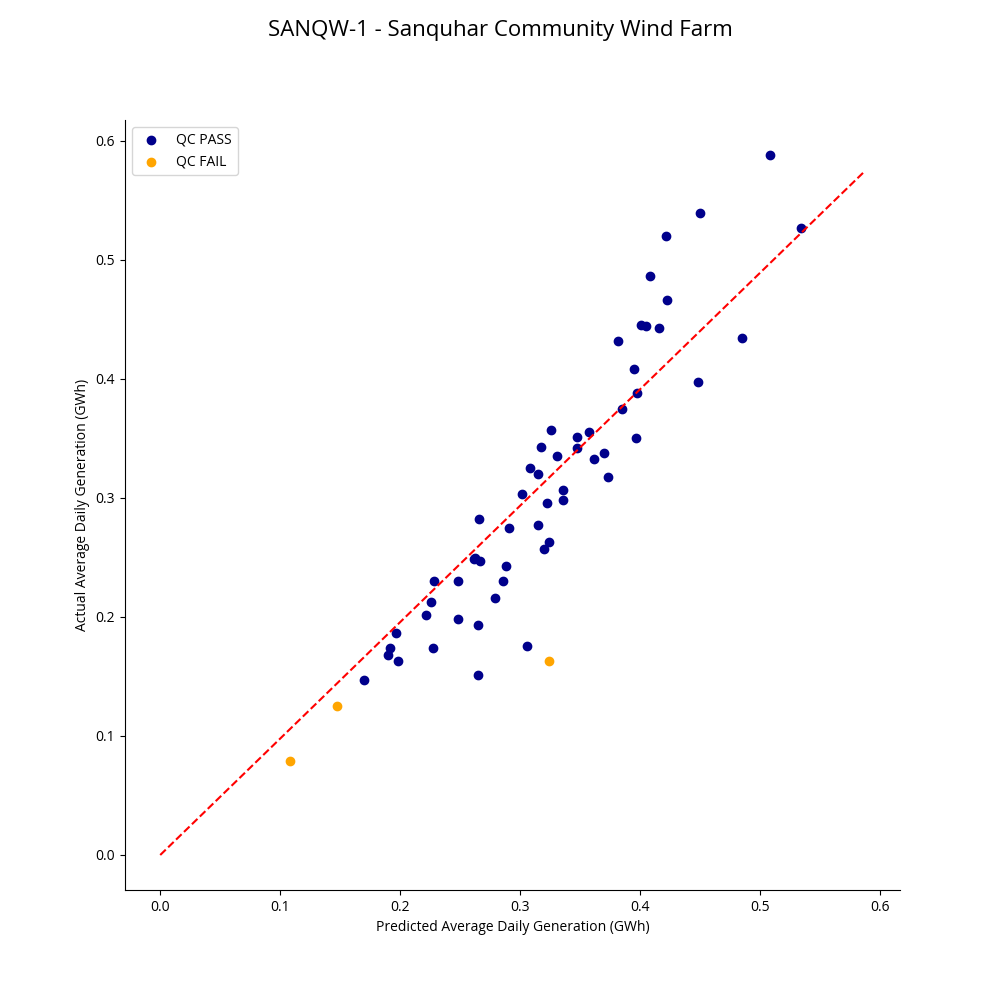 SANQW-1 - Sanquhar Community Wind Farm
QC PASS
QC FAIL
Actual Average Daily Generation (GWh)
0.6
0.5
0.4
0.3
0.2
0.1
0.0
0.0 0.1 0.2 0.3 0.4 0.5 0.6
Predicted Average Daily Generation (GWh)